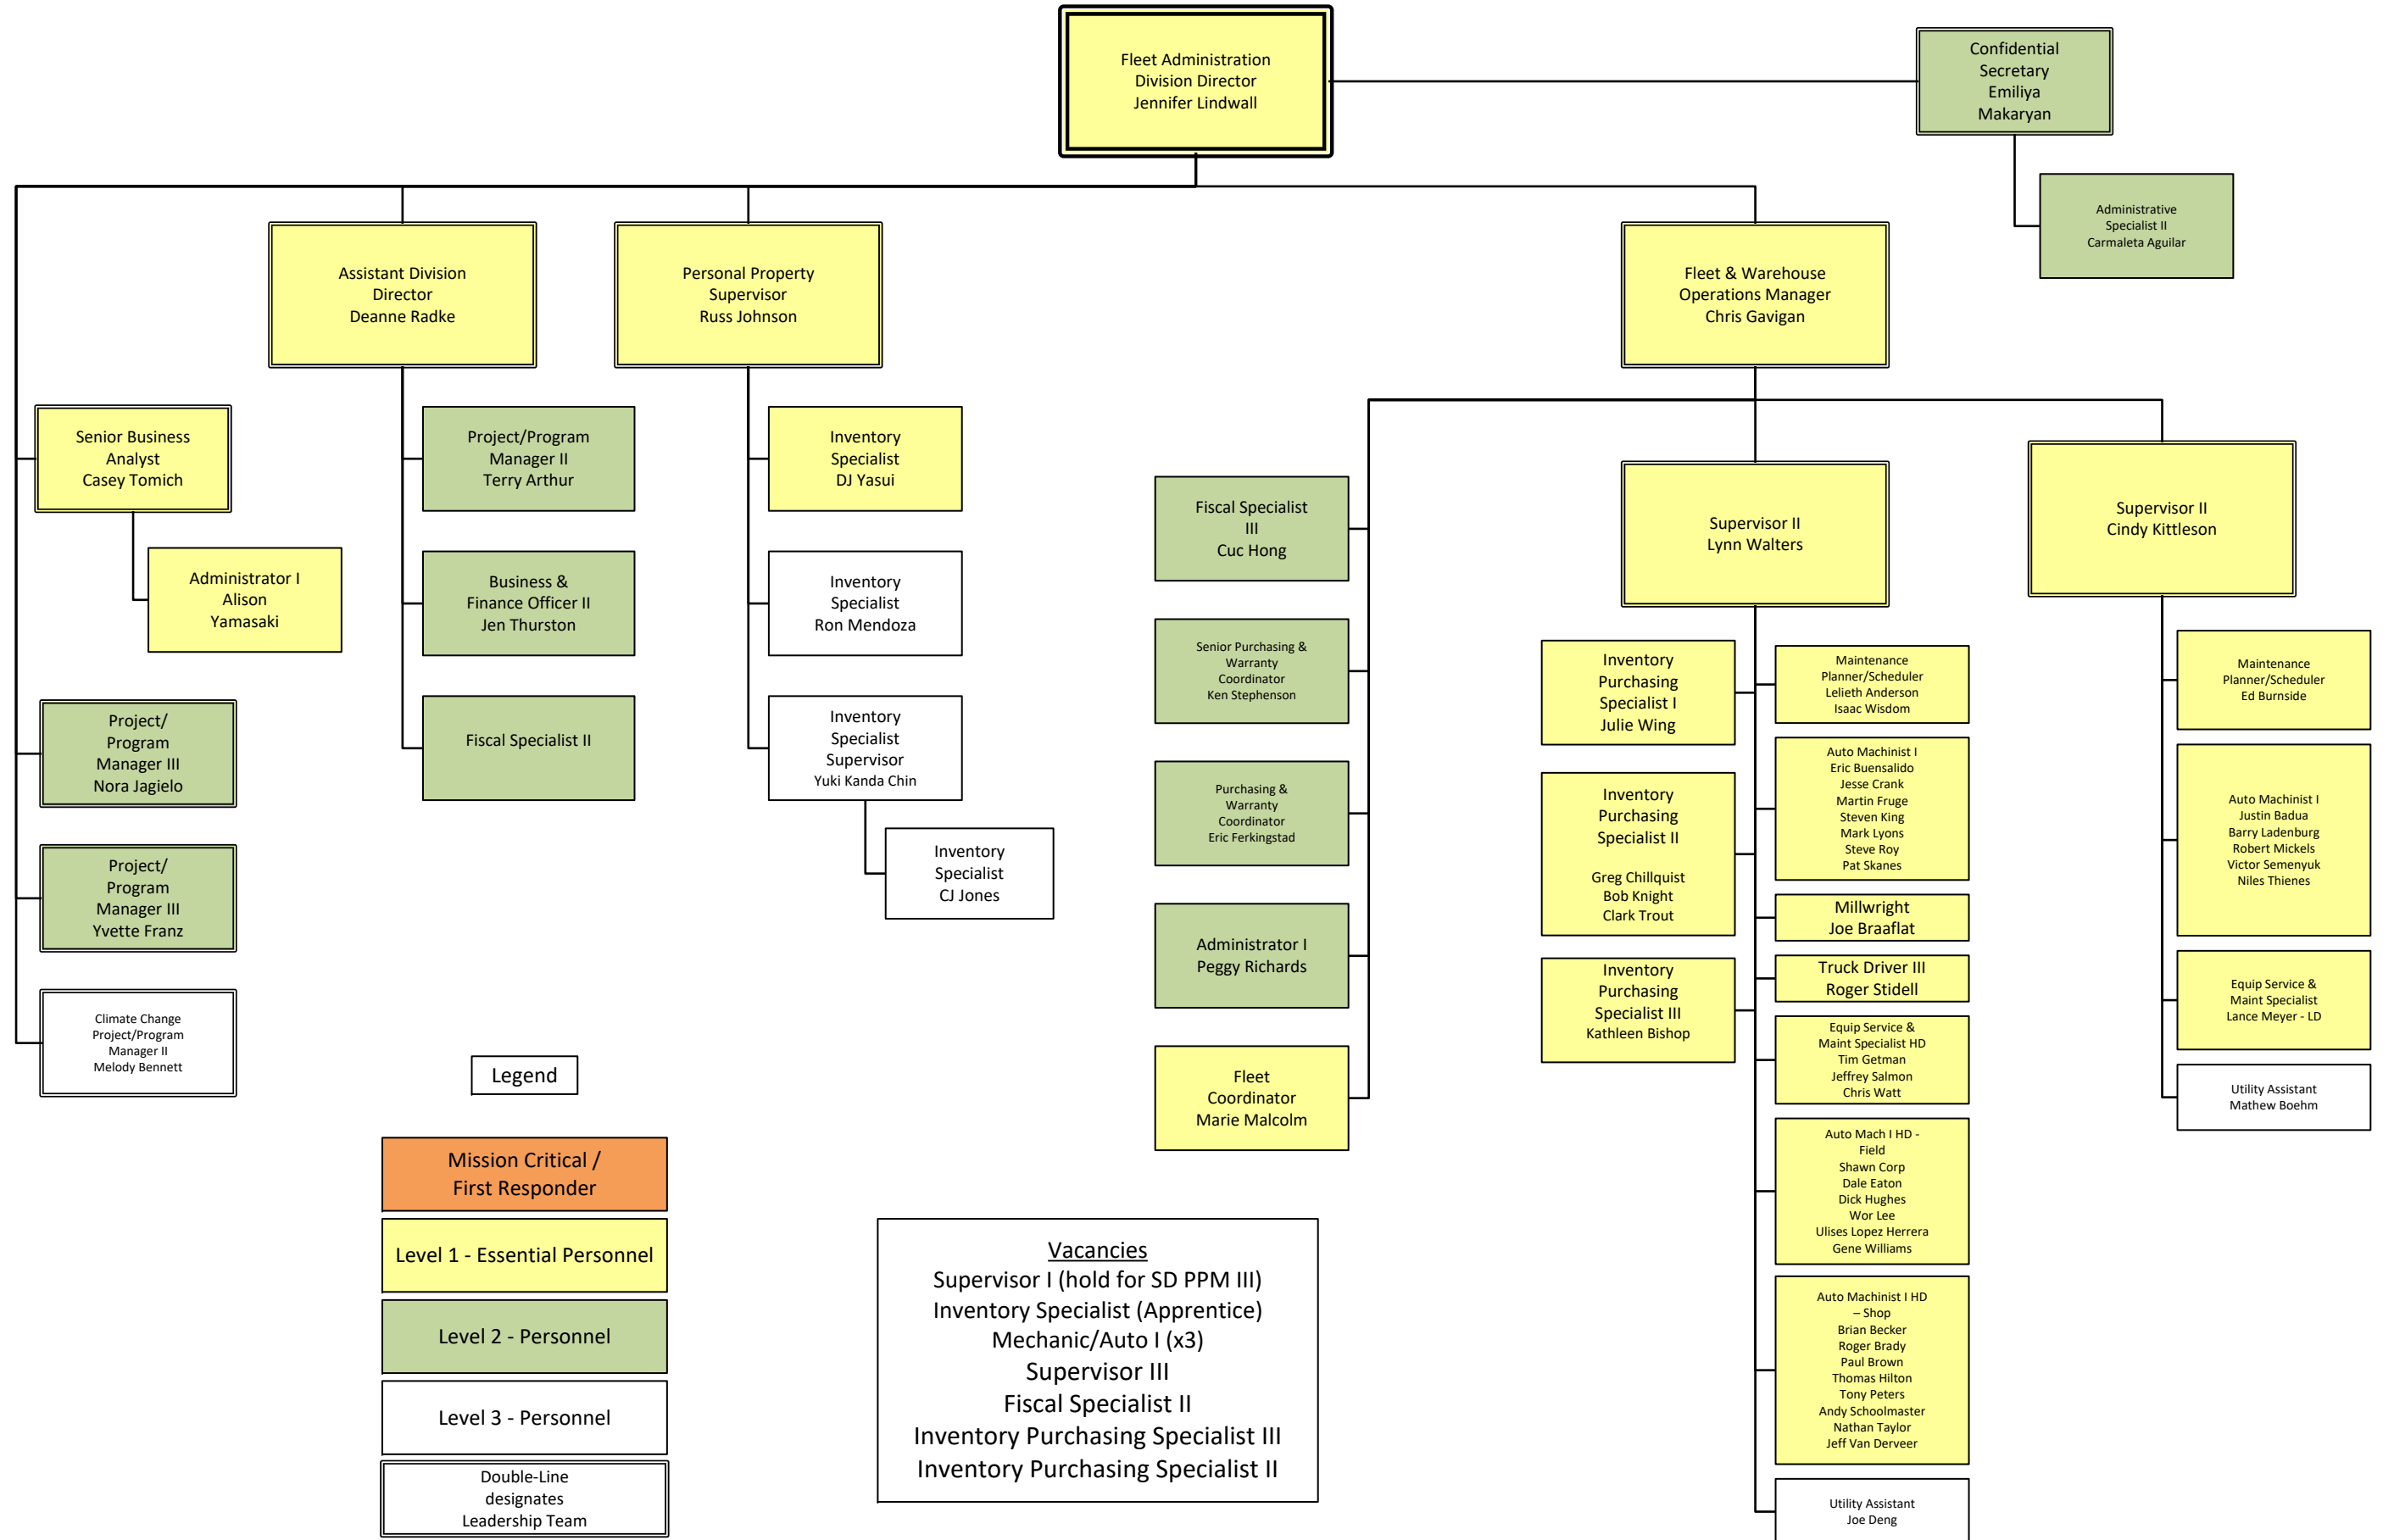 Fleet Administration
Division Director
Jennifer Lindwall
Confidential
Secretary
Emiliya
Makaryan
Administrative
Specialist II
Carmaleta Aguilar
Assistant Division
Director
Deanne Radke
Personal Property
Supervisor
Russ Johnson
Fleet & Warehouse
Operations Manager
Chris Gavigan
Senior Business
Analyst
Casey Tomich
Administrator I
Alison
Yamasaki
Project/
Program
Manager III
Nora Jagielo
Project/
Program
Manager III
Yvette Franz
Climate Change
Project/Program
Manager II
Melody Bennett
Project/Program
Manager II
Terry Arthur
Business &
Finance Officer II
Jen Thurston
Fiscal Specialist II
Inventory
Specialist
DJ Yasui
Inventory
Specialist
Ron Mendoza
Inventory
Specialist
Supervisor
Yuki Kanda Chin
Inventory
Specialist
CJ Jones
Fiscal Specialist
III
Cuc Hong
Senior Purchasing &
Warranty
Coordinator
Ken Stephenson
Purchasing &
Warranty
Coordinator
Eric Ferkingstad
Administrator I
Peggy Richards
Fleet
Coordinator
Marie Malcolm
Supervisor II
Lynn Walters
Inventory
Purchasing
Specialist I
Julie Wing
Inventory
Purchasing
Specialist II
Greg Chillquist
Bob Knight
Clark Trout
Inventory
Purchasing
Specialist III
Kathleen Bishop
Maintenance
Planner/Scheduler
Lelieth Anderson
Isaac Wisdom
Auto Machinist I
Eric Buensalido
Jesse Crank
Martin Fruge
Steven King
Mark Lyons
Steve Roy
Pat Skanes
Millwright
Joe Braaflat
Truck Driver III
Roger Stidell
Equip Service &
Maint Specialist HD
Tim Getman
Jeffrey Salmon
Chris Watt
Auto Mach I HD -
Field
Shawn Corp
Dale Eaton
Dick Hughes
Wor Lee
Ulises Lopez Herrera
Gene Williams
Auto Machinist I HD
– Shop
Brian Becker
Roger Brady
Paul Brown
Thomas Hilton
Tony Peters
Andy Schoolmaster
Nathan Taylor
Jeff Van Derveer
Utility Assistant
Joe Deng
Supervisor II
Cindy Kittleson
Maintenance
Planner/Scheduler
Ed Burnside
Auto Machinist I
Justin Badua
Barry Ladenburg
Robert Mickels
Victor Semenyuk
Niles Thienes
Equip Service &
Maint Specialist
Lance Meyer - LD
Utility Assistant
Mathew Boehm
Legend
Mission Critical /
First Responder
Level 1 - Essential Personnel
Level 2 - Personnel
Level 3 - Personnel
Double-Line
designates
Leadership Team
Vacancies
Supervisor I (hold for SD PPM III)
Inventory Specialist (Apprentice)
Mechanic/Auto I (x3)
Supervisor III
Fiscal Specialist II
Inventory Purchasing Specialist III
Inventory Purchasing Specialist II